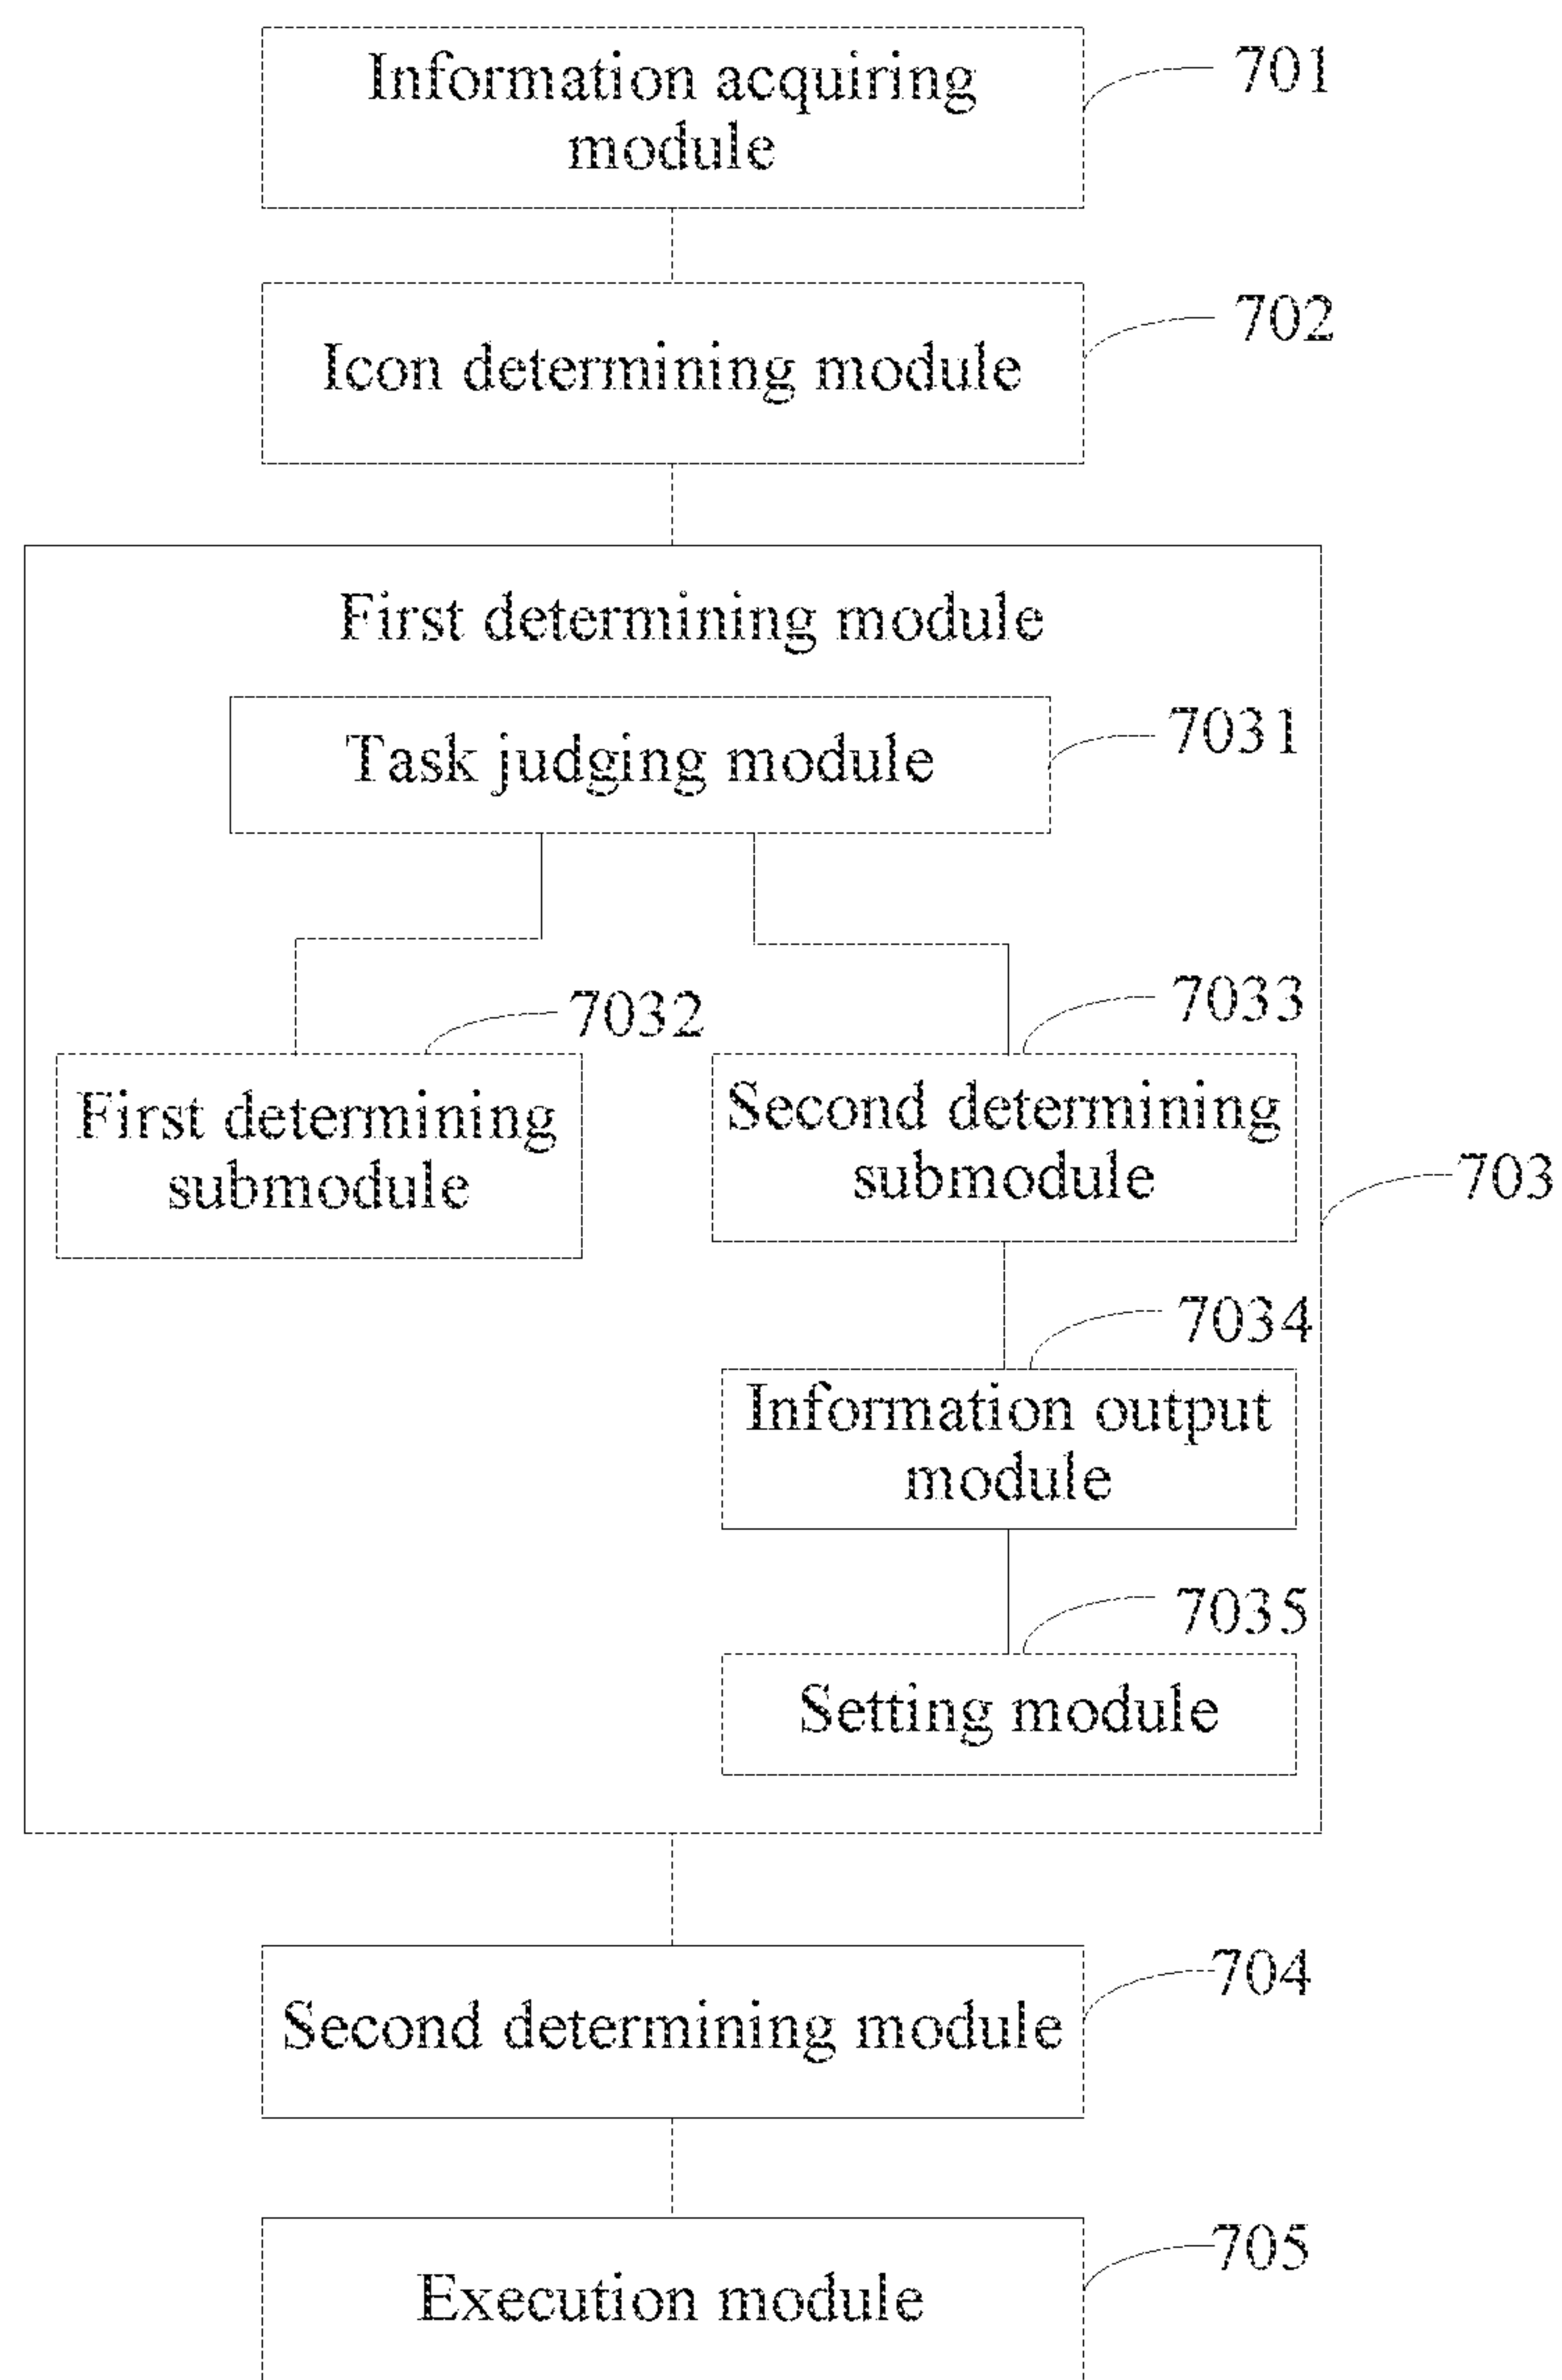 Information acquiring
module
701
Icon determining module
702
First determining module
Task judging module
7031
7032
7033
First determining
submodule
Second determining
submodule
703
7034
Information output
module
7035
Setting module
704
Second determining module
705
Execution module